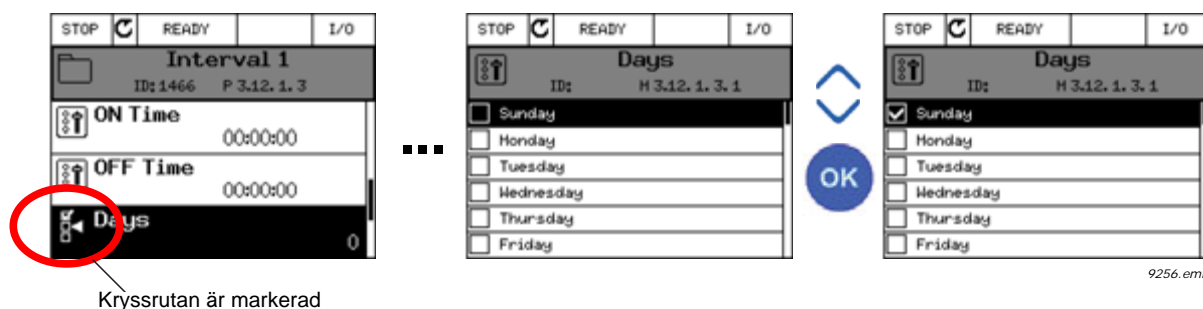 STOP READY I/O
Interval 1
ID:1466 P 3.12.1.3
ON Time
00:00:00
OFF Time
00:00:00
Days
0
Kryssrutan är markerad
...
STOP READY I/O
Days
ID: M 3.12.1.3.1
Sunday
Monday
Tuesday
Wednesday
Thursday
Friday
OK
STOP READY I/O
Days
ID: M 3.12.1.3.1
Sunday
Monday
Tuesday
Wednesday
Thursday
Friday
9256.emf